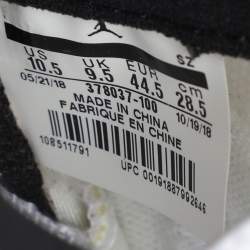 SZ
US UK EUR cm
10.5 9.5 44.5 28.5
05/21/18 378037-100 10/19/18
MADE IN CHINA
FABRIQUE EN CHINE
108511791
UPC 00191887992646